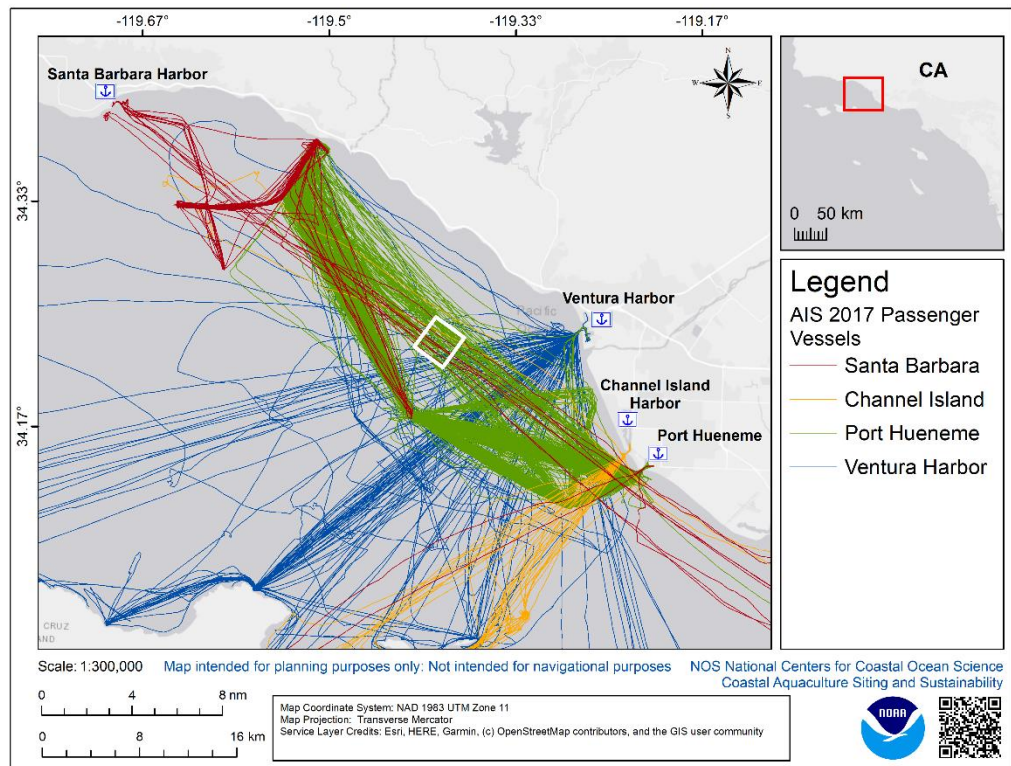 -119.67°
-119.5°
-119.33°
-119.17°
34.33°
34.17°
Santa Barbara Harbor
N
W
E
S
Pacific
Ventura Harbor
Channel Island
Harbor
Port Hueneme
CRUZ
AND
CA
0 50 km
Legend
AIS 2017 Passenger
Vessels
Santa Barbara
Channel Island
Port Hueneme
Ventura Harbor
Scale: 1:300,000
Map intended for planning purposes only: Not intended for navigational purposes
NOS National Centers for Coastal Ocean Science
Coastal Aquaculture Siting and Sustainability
0 4 8 nm
0 8 16 km
Map Coordinate System: NAD 1983 UTM Zone 11
Map Projection: Transverse Mercator
Service Layer Credits: Esri, HERE, Garmin, (c) OpenStreetMap contributors, and the GIS user community
NOAA